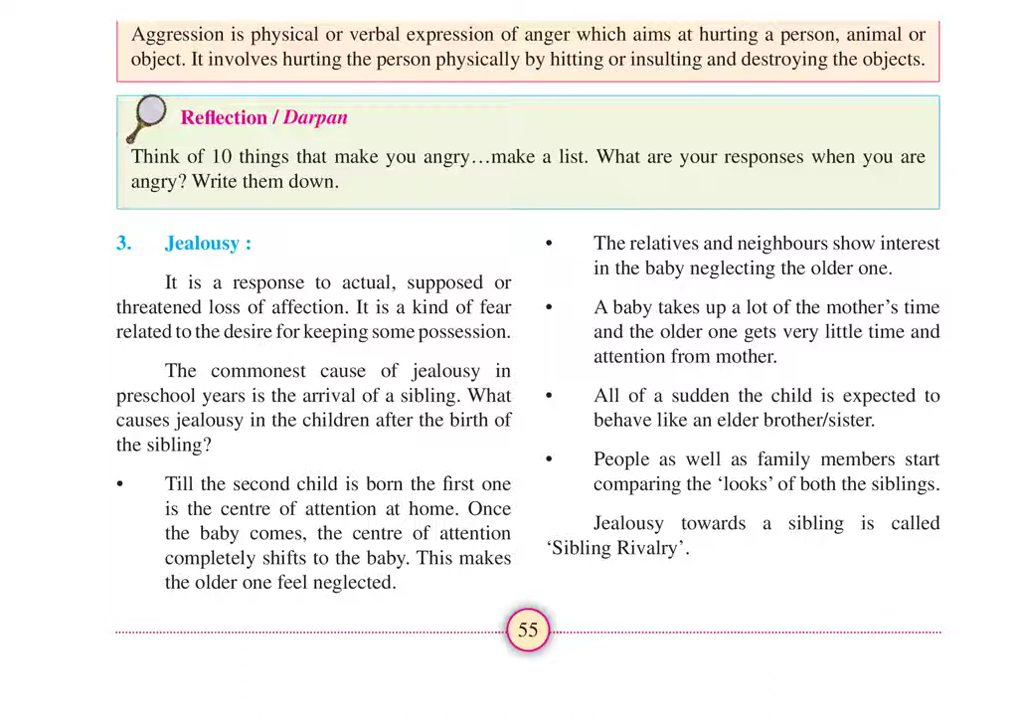 Aggression is physical or verbal expression of anger which aims at hurting a person, animal or
object. It involves hurting the person physically by hitting or insulting and destroying the objects.
Reflection / Darpan
Think of 10 things that make you angry…make a list. What are your responses when you are
angry? Write them down.
3. Jealousy :
It is a response to actual, supposed or
threatened loss of affection. It is a kind of fear
related to the desire for keeping some possession.
The commonest cause of jealousy in
preschool years is the arrival of a sibling. What
causes jealousy in the children after the birth of
the sibling?
• Till the second child is born the first one
is the centre of attention at home. Once
the baby comes, the centre of attention
completely shifts to the baby. This makes
the older one feel neglected.
• The relatives and neighbours show interest
in the baby neglecting the older one.
• A baby takes up a lot of the mother’s time
and the older one gets very little time and
attention from mother.
• All of a sudden the child is expected to
behave like an elder brother/sister.
• People as well as family members start
comparing the ‘looks’ of both the siblings.
Jealousy towards a sibling is called
‘Sibling Rivalry’.
55